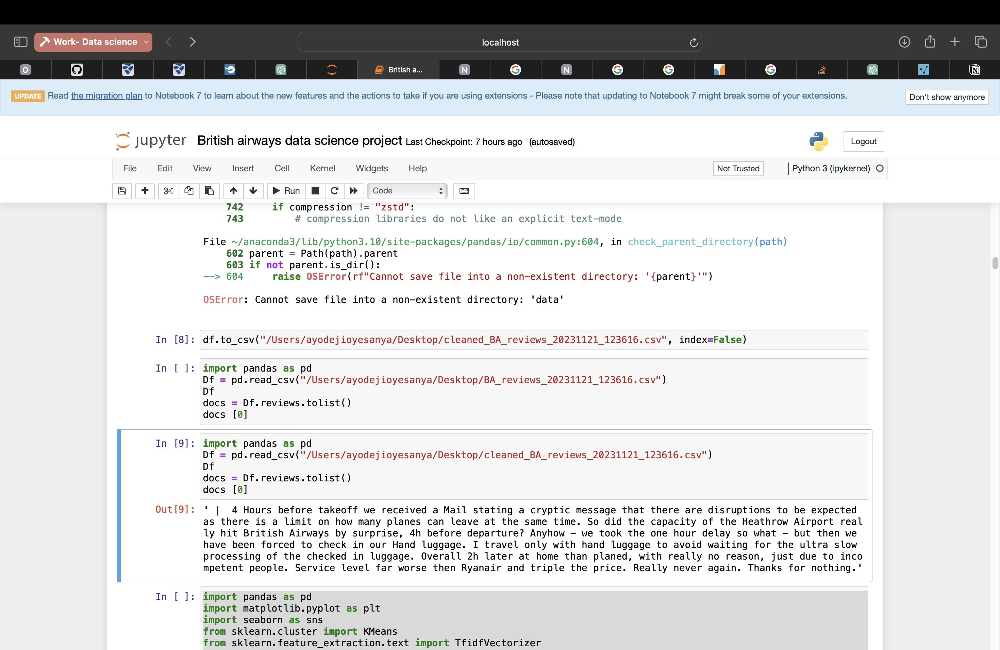 Work- Data science
localhost
O
British a...
N
N
UPDATE Read the migration plan to Notebook 7 to learn about the new features and the actions to take if you are using extensions - Please note that updating to Notebook 7 might break some of your extensions.
Don't show anymore
jupyter British airways data science project Last Checkpoint: 7 hours ago (autosaved)
Logout
File Edit View Insert Cell Kernel Widgets Help
Not Trusted
Python 3 (ipykernel)
Run
Code
742     if compression != "zstd":
743         # compression libraries do not like an explicit text-mode
File ~/anaconda3/lib/python3.10/site-packages/pandas/io/common.py:604, in check_parent_directory(path)
602 parent = Path(path).parent
603 if not parent.is_dir():
--> 604     raise OSError(rf"Cannot save file into a non-existent directory: '{parent}'")
OSError: Cannot save file into a non-existent directory: 'data'
In [8]: df.to_csv("/Users/ayodejioyesanya/Desktop/cleaned_BA_reviews_20231121_123616.csv", index=False)
In [ ]: import pandas as pd
Df = pd.read_csv("/Users/ayodejioyesanya/Desktop/BA_reviews_20231121_123616.csv")
Df
docs = Df.reviews.tolist()
docs [0]
In [9]: import pandas as pd
Df = pd.read_csv("/Users/ayodejioyesanya/Desktop/cleaned_BA_reviews_20231121_123616.csv")
Df
docs = Df.reviews.tolist()
docs [0]
Out[9]: ' |  4 Hours before takeoff we received a Mail stating a cryptic message that there are disruptions to be expected
as there is a limit on how many planes can leave at the same time. So did the capacity of the Heathrow Airport real
ly hit British Airways by surprise, 4h before departure? Anyhow – we took the one hour delay so what – but then we
have been forced to check in our Hand luggage. I travel only with hand luggage to avoid waiting for the ultra slow
processing of the checked in luggage. Overall 2h later at home than planed, with really no reason, just due to inco
mpetent people. Service level far worse then Ryanair and triple the price. Really never again. Thanks for nothing.'
In [ ]: import pandas as pd
import matplotlib.pyplot as plt
import seaborn as sns
from sklearn.cluster import KMeans
from sklearn.feature_extraction.text import TfidfVectorizer